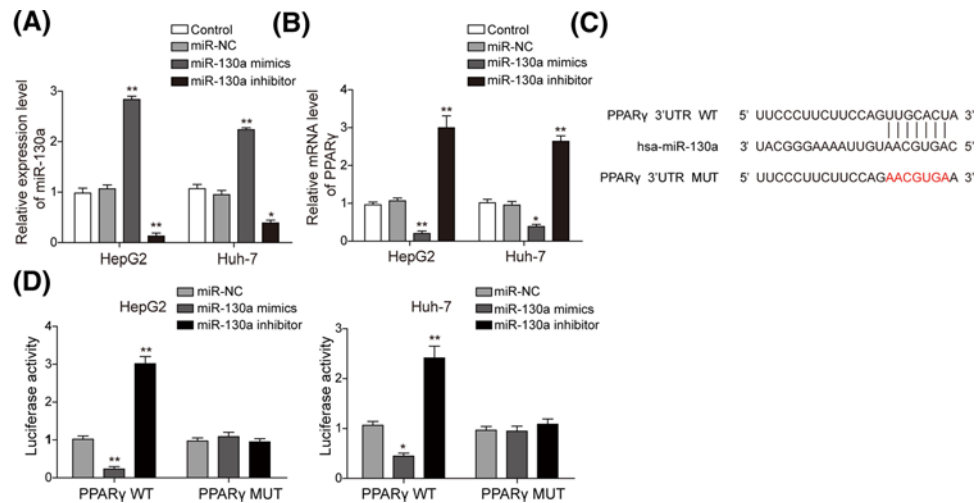 (A)
Control
miR-NC
miR-130a mimics
miR-130a inhibitor
Relative expression level
of miR-130a
4
3
2
1
0
**
**
**
*
HepG2
Huh-7
(B)
Control
miR-NC
miR-130a mimics
miR-130a inhibitor
Relative mRNA level
of PPARγ
4
3
2
1
0
**
**
*
**
HepG2
Huh-7
(C)
PPARγ 3'UTR WT 5' UUCCCUUCUUCCAGUUGCACUA 3'
hsa-miR-130a 3' UACGGGAAAAUUGUAACGUGAC 5'
PPARγ 3'UTR MUT 5' UUCCCUUCUUCCAGAACGUGAA 3'
(D)
HepG2
miR-NC
miR-130a mimics
miR-130a inhibitor
Luciferase activity
4
3
2
1
0
**
**
PPARγ WT
PPARγ MUT
Huh-7
miR-NC
miR-130a mimics
miR-130a inhibitor
Luciferase activity
3
2
1
0
*
**
PPARγ WT
PPARγ MUT